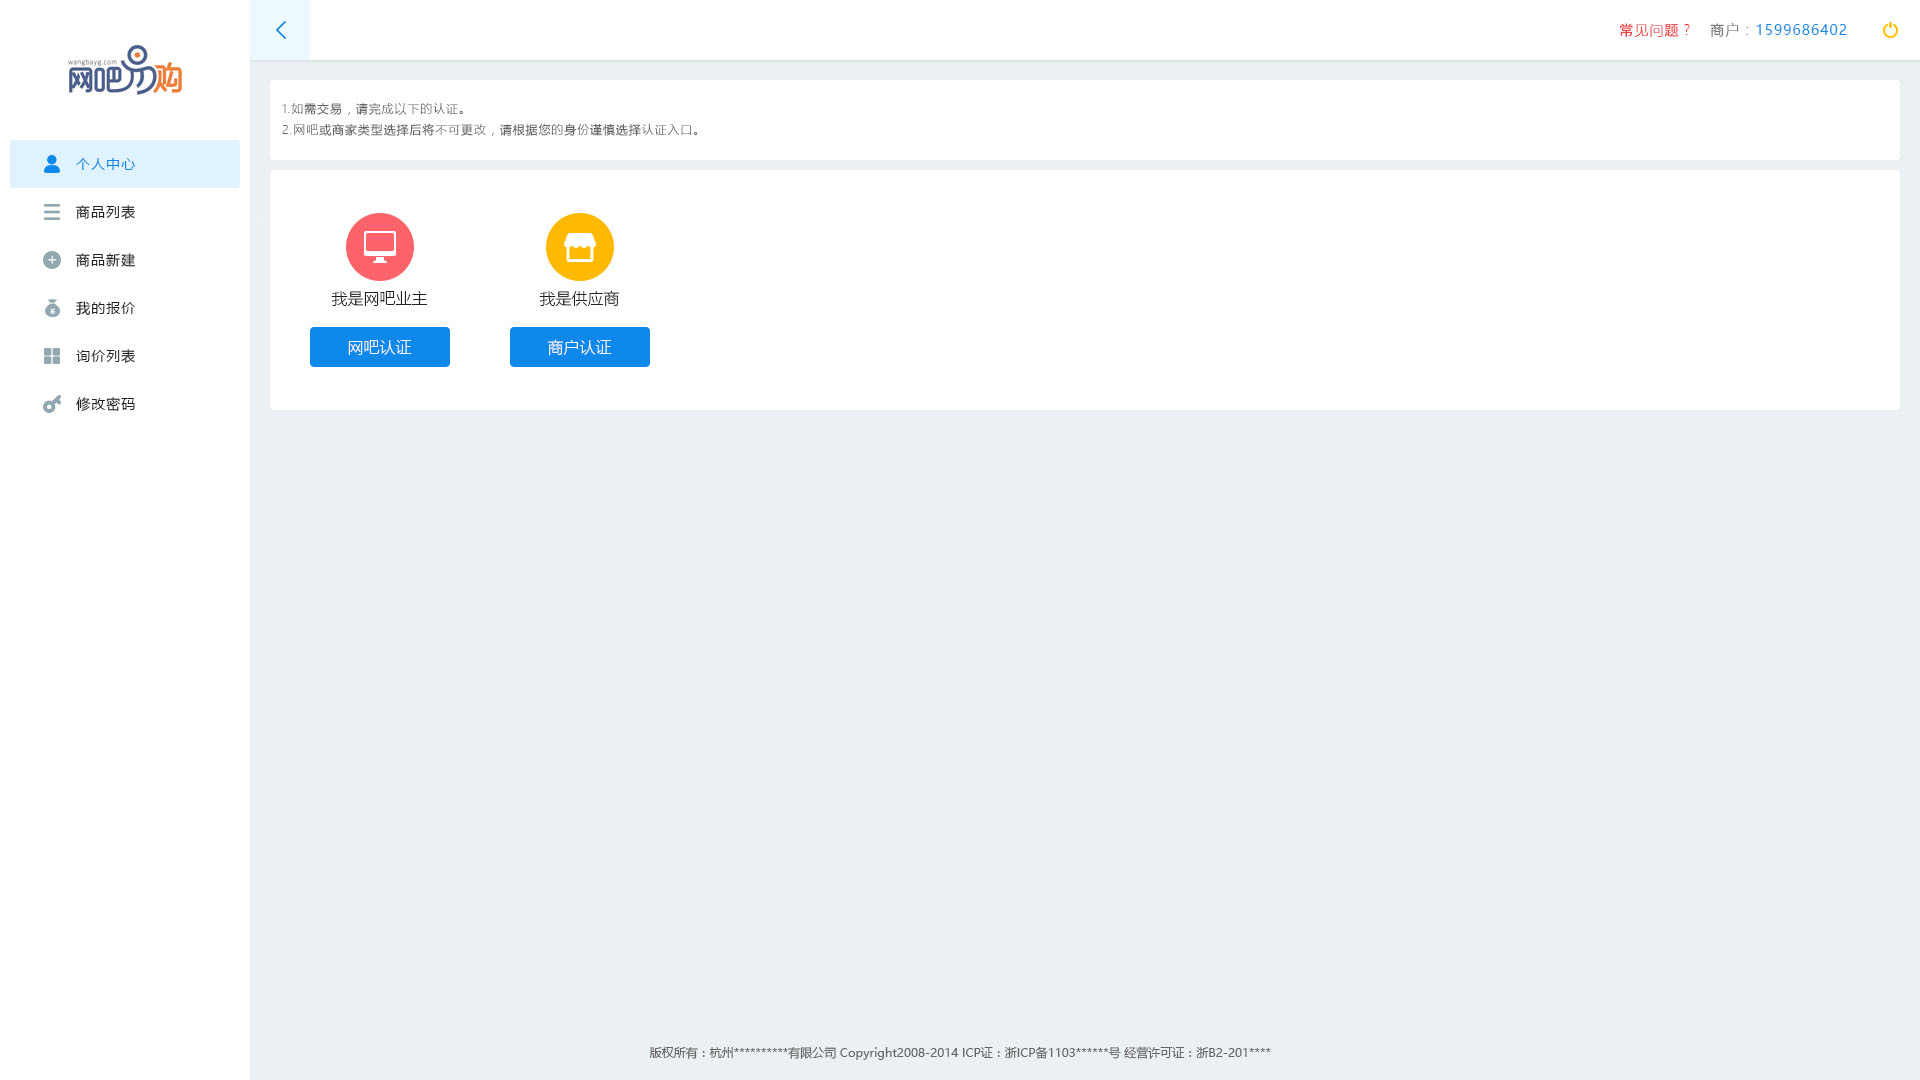 wangbayg.com
网吧易购
个人中心
商品列表
商品新建
我的报价
询价列表
修改密码
常见问题？ 商户：1599686402
1.如需交易，请完成以下的认证。
2.网吧或商家类型选择后将不可更改，请根据您的身份谨慎选择认证入口。
我是网吧业主
网吧认证
我是供应商
商户认证
版权所有：杭州**********有限公司 Copyright2008-2014 ICP证：浙ICP备1103******号 经营许可证：浙B2-201****